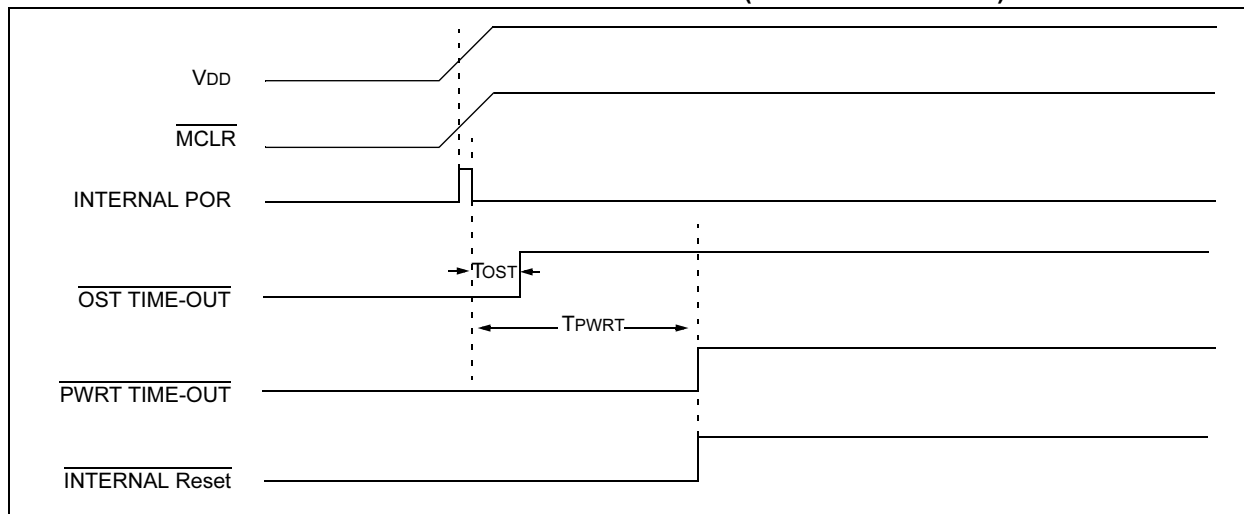 VDD
MCLR
INTERNAL POR
TOST
OST TIME-OUT
TPWRT
PWRT TIME-OUT
INTERNAL Reset